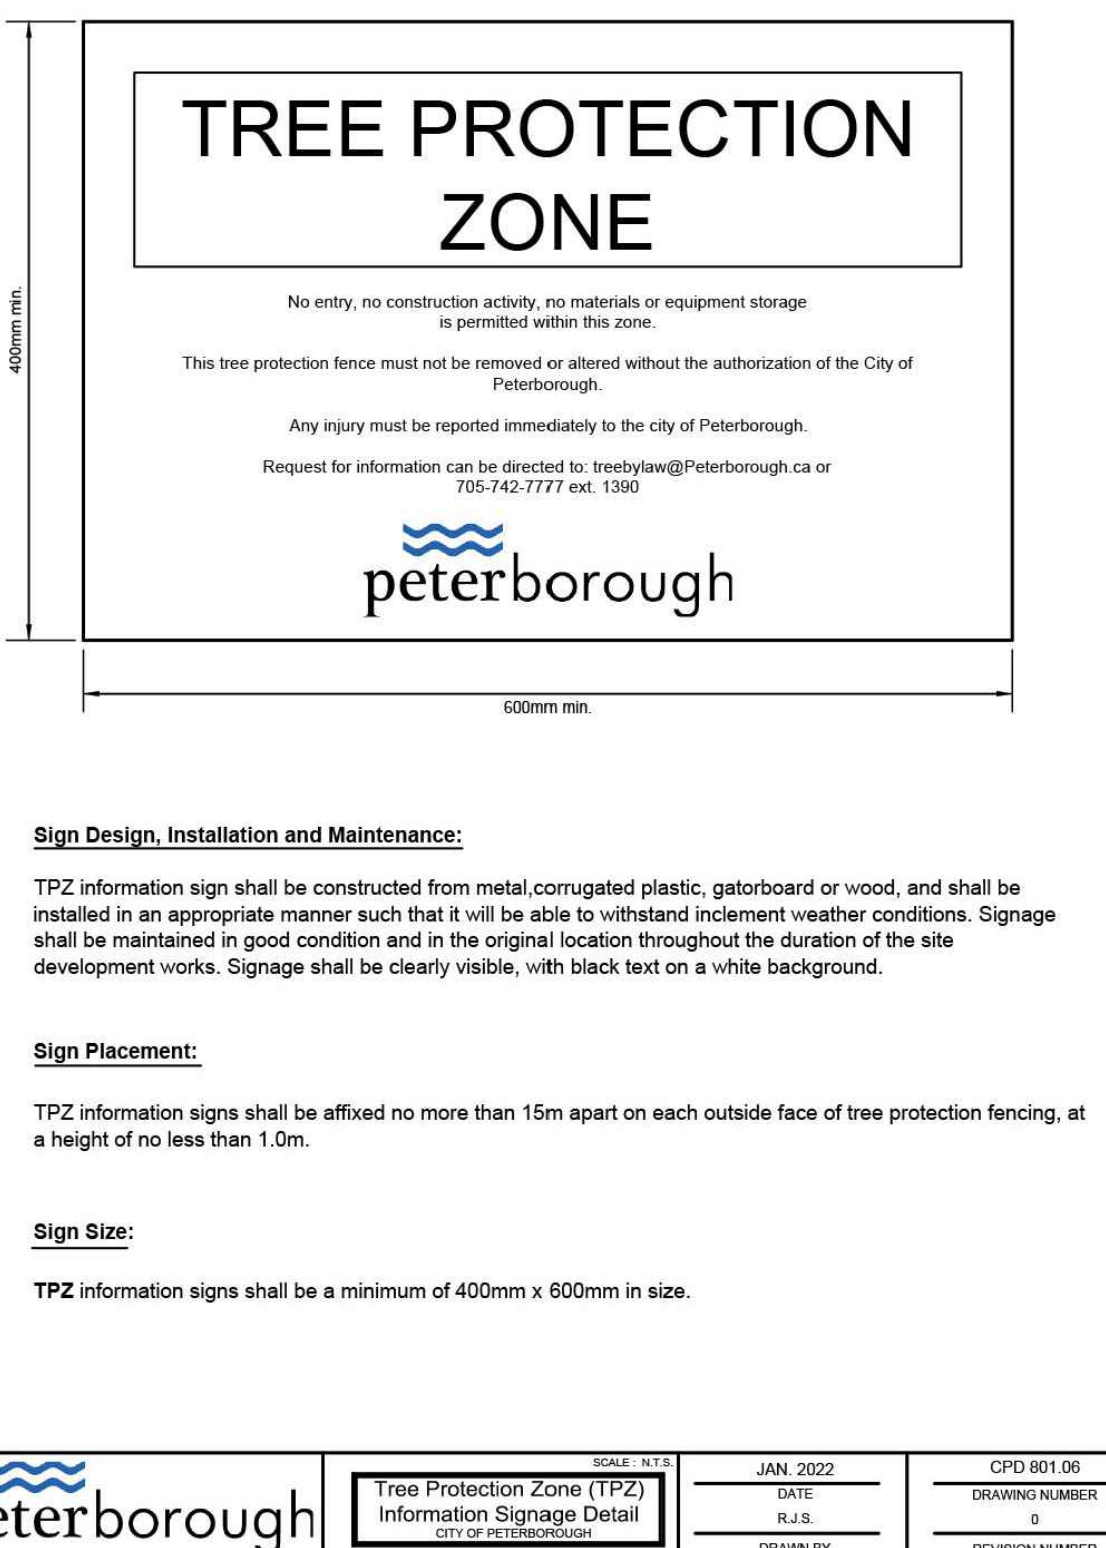 TREE PROTECTION
ZONE
No entry, no construction activity, no materials or equipment storage
is permitted within this zone.
This tree protection fence must not be removed or altered without the authorization of the City of
Peterborough.
Any injury must be reported immediately to the city of Peterborough.
Request for information can be directed to: treebylaw@Peterborough.ca or
705-742-7777 ext. 1390
peterborough
400mm min.
600mm min.
Sign Design, Installation and Maintenance:
TPZ information sign shall be constructed from metal,corrugated plastic, gatorboard or wood, and shall be
installed in an appropriate manner such that it will be able to withstand inclement weather conditions. Signage
shall be maintained in good condition and in the original location throughout the duration of the site
development works. Signage shall be clearly visible, with black text on a white background.
Sign Placement:
TPZ information signs shall be affixed no more than 15m apart on each outside face of tree protection fencing, at
a height of no less than 1.0m.
Sign Size:
TPZ information signs shall be a minimum of 400mm x 600mm in size.
eterborough
SCALE : N.T.S.
Tree Protection Zone (TPZ)
Information Signage Detail
CITY OF PETERBOROUGH
JAN. 2022
DATE
R.J.S.
DRAWN BY
CPD 801.06
DRAWING NUMBER
0
REVISION NUMBER